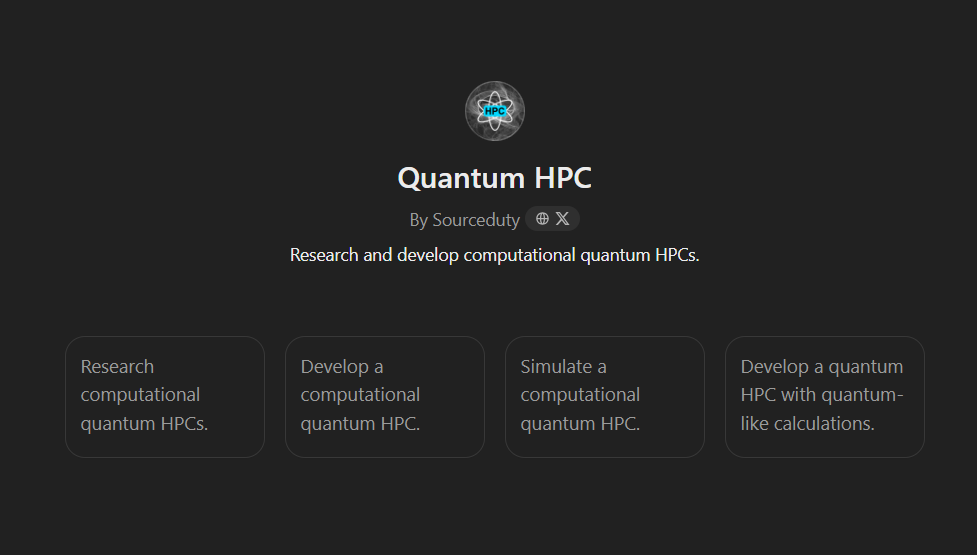 HPC
Quantum HPC
By Sourceduty
Research and develop computational quantum HPCs.
Research
computational
quantum HPCs.
Develop a
computational
quantum HPC.
Simulate a
computational
quantum HPC.
Develop a quantum
HPC with quantum-
like calculations.